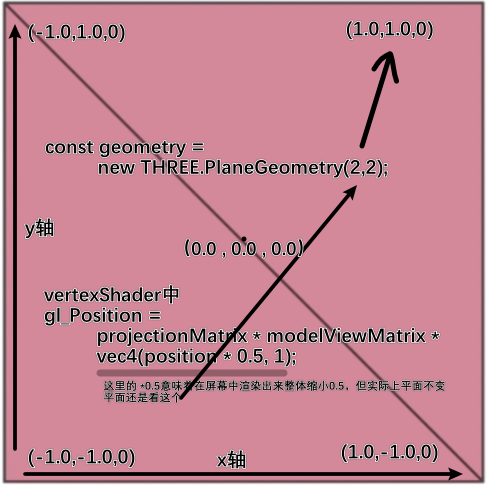 (-1.0,1.0,0)
(1.0,1.0,0)
const geometry =
new THREE.PlaneGeometry(2,2);
y轴
(0.0 , 0.0 , 0.0)
vertexShader中
gl_Position =
projectionMatrix * modelViewMatrix *
vec4(position * 0.5, 1);
这里的 *0.5意味着在屏幕中渲染出来整体缩小0.5，但实际上平面不变
平面还是看这个
(-1.0,-1.0,0)
x轴
(1.0,-1.0,0)